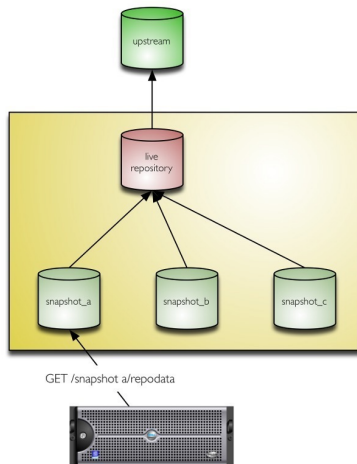 upstream
live
repository
snapshot_a
snapshot_b
snapshot_c
GET /snapshot a/repodata